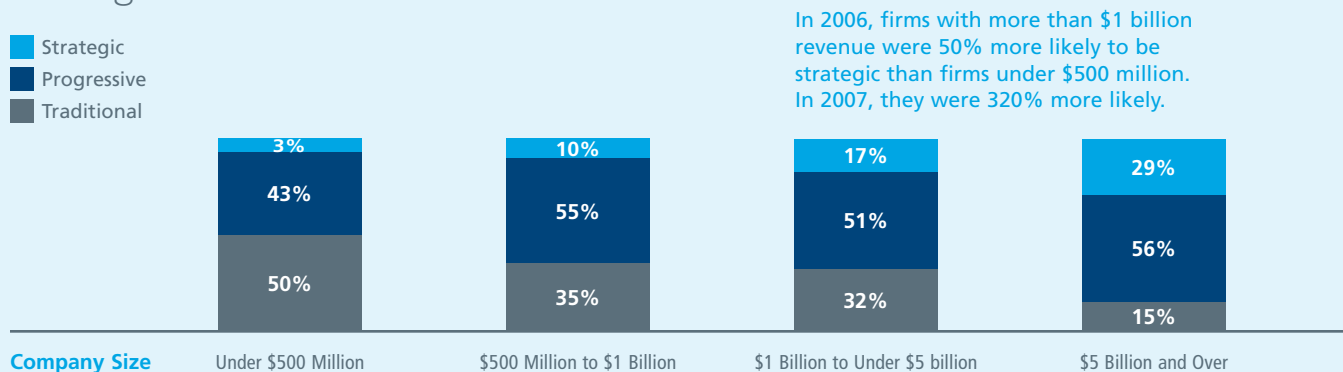 In 2006, firms with more than $1 billion
revenue were 50% more likely to be
strategic than firms under $500 million.
In 2007, they were 320% more likely.
Strategic
Progressive
Traditional
3%
10%
17%
29%
43%
55%
51%
56%
50%
35%
32%
15%
Company Size
Under $500 Million
$500 Million to $1 Billion
$1 Billion to Under $5 billion
$5 Billion and Over